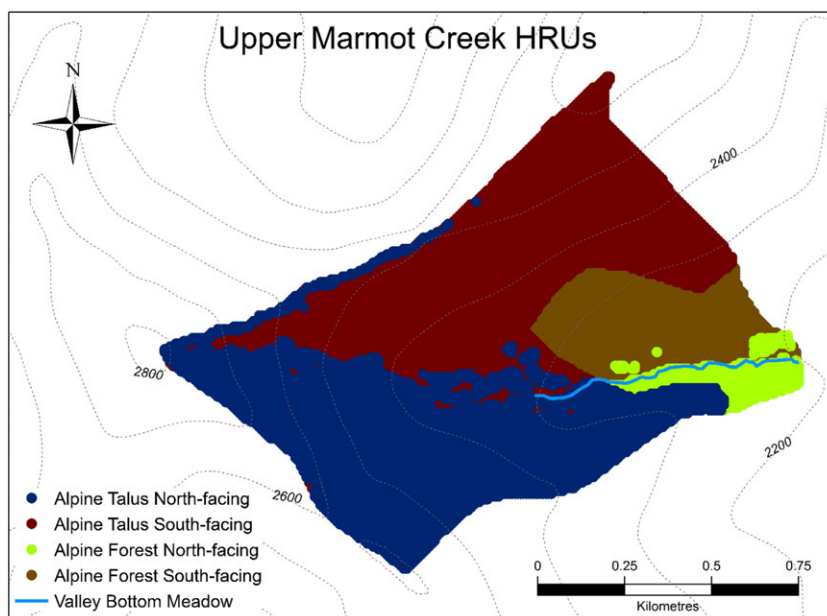 Upper Marmot Creek HRUs
N
2400
2800
2200
2600
Alpine Talus North-facing
Alpine Talus South-facing
Alpine Forest North-facing
Alpine Forest South-facing
Valley Bottom Meadow
0 0.25 0.5 0.75
Kilometres